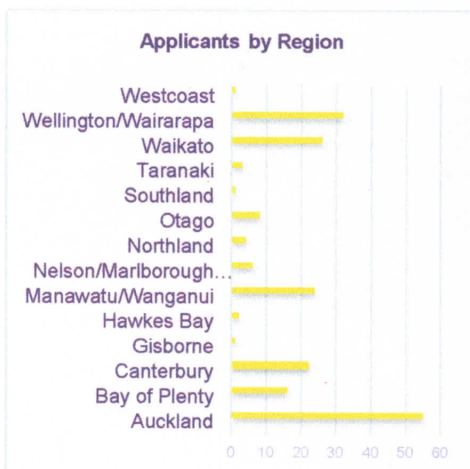 Applicants by Region
Westcoast
Wellington/Wairarapa
Waikato
Taranaki
Southland
Otago
Northland
Nelson/Marlborough...
Manawatu/Wanganui
Hawkes Bay
Gisborne
Canterbury
Bay of Plenty
Auckland
0 10 20 30 40 50 60